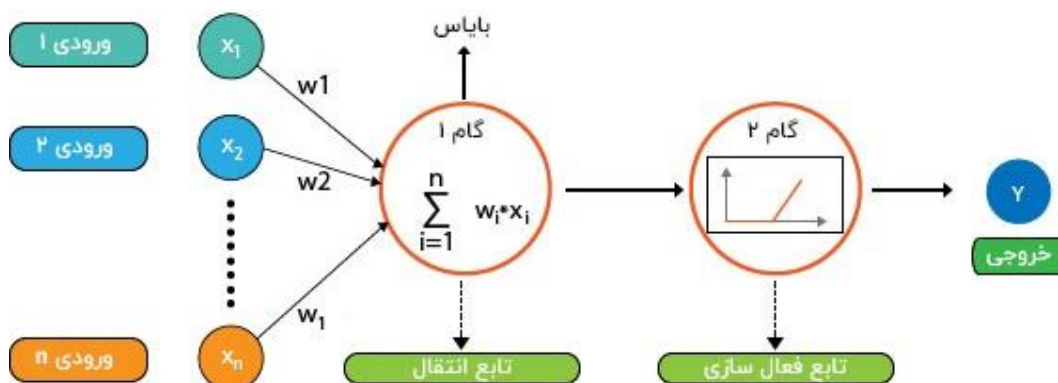 بایاس
ورودی ۱
x1
w1
گام ۱
گام ۲
ورودی ۲
x2
w2
n
∑ wi*xi
i=1
Y
خروجی
w1
ورودی n
xn
تابع انتقال
تابع فعال سازی